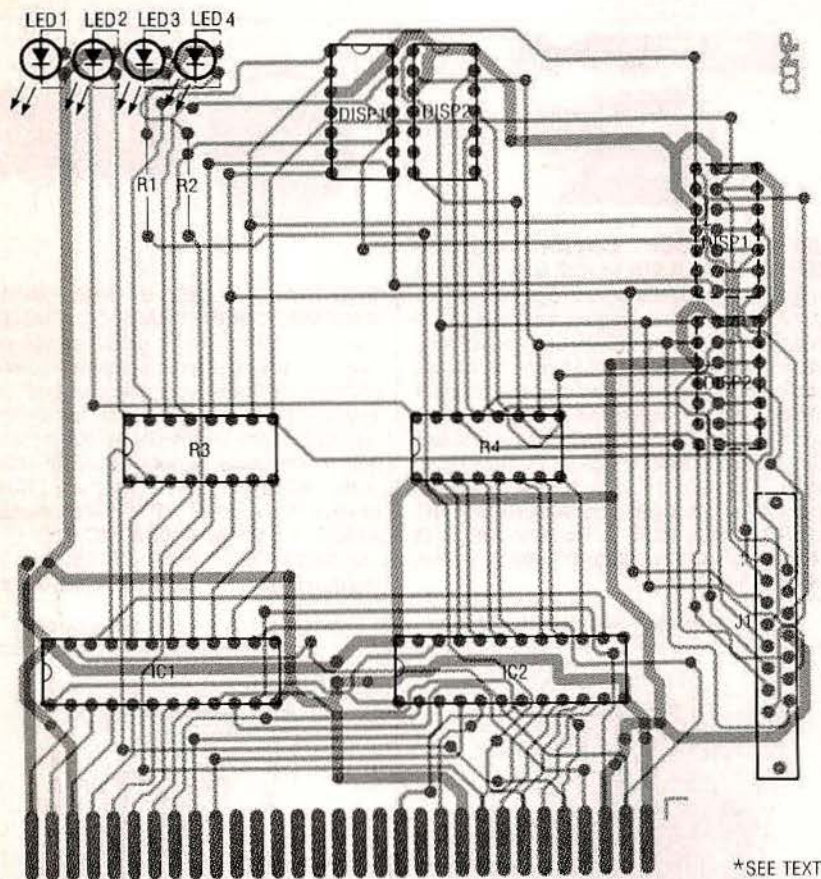 LED1 LED2 LED3 LED4
COMP
DISP1 DISP2
R1 R2
DISP1
DISP2
R3 R4
J1
IC1 IC2
*SEE TEXT